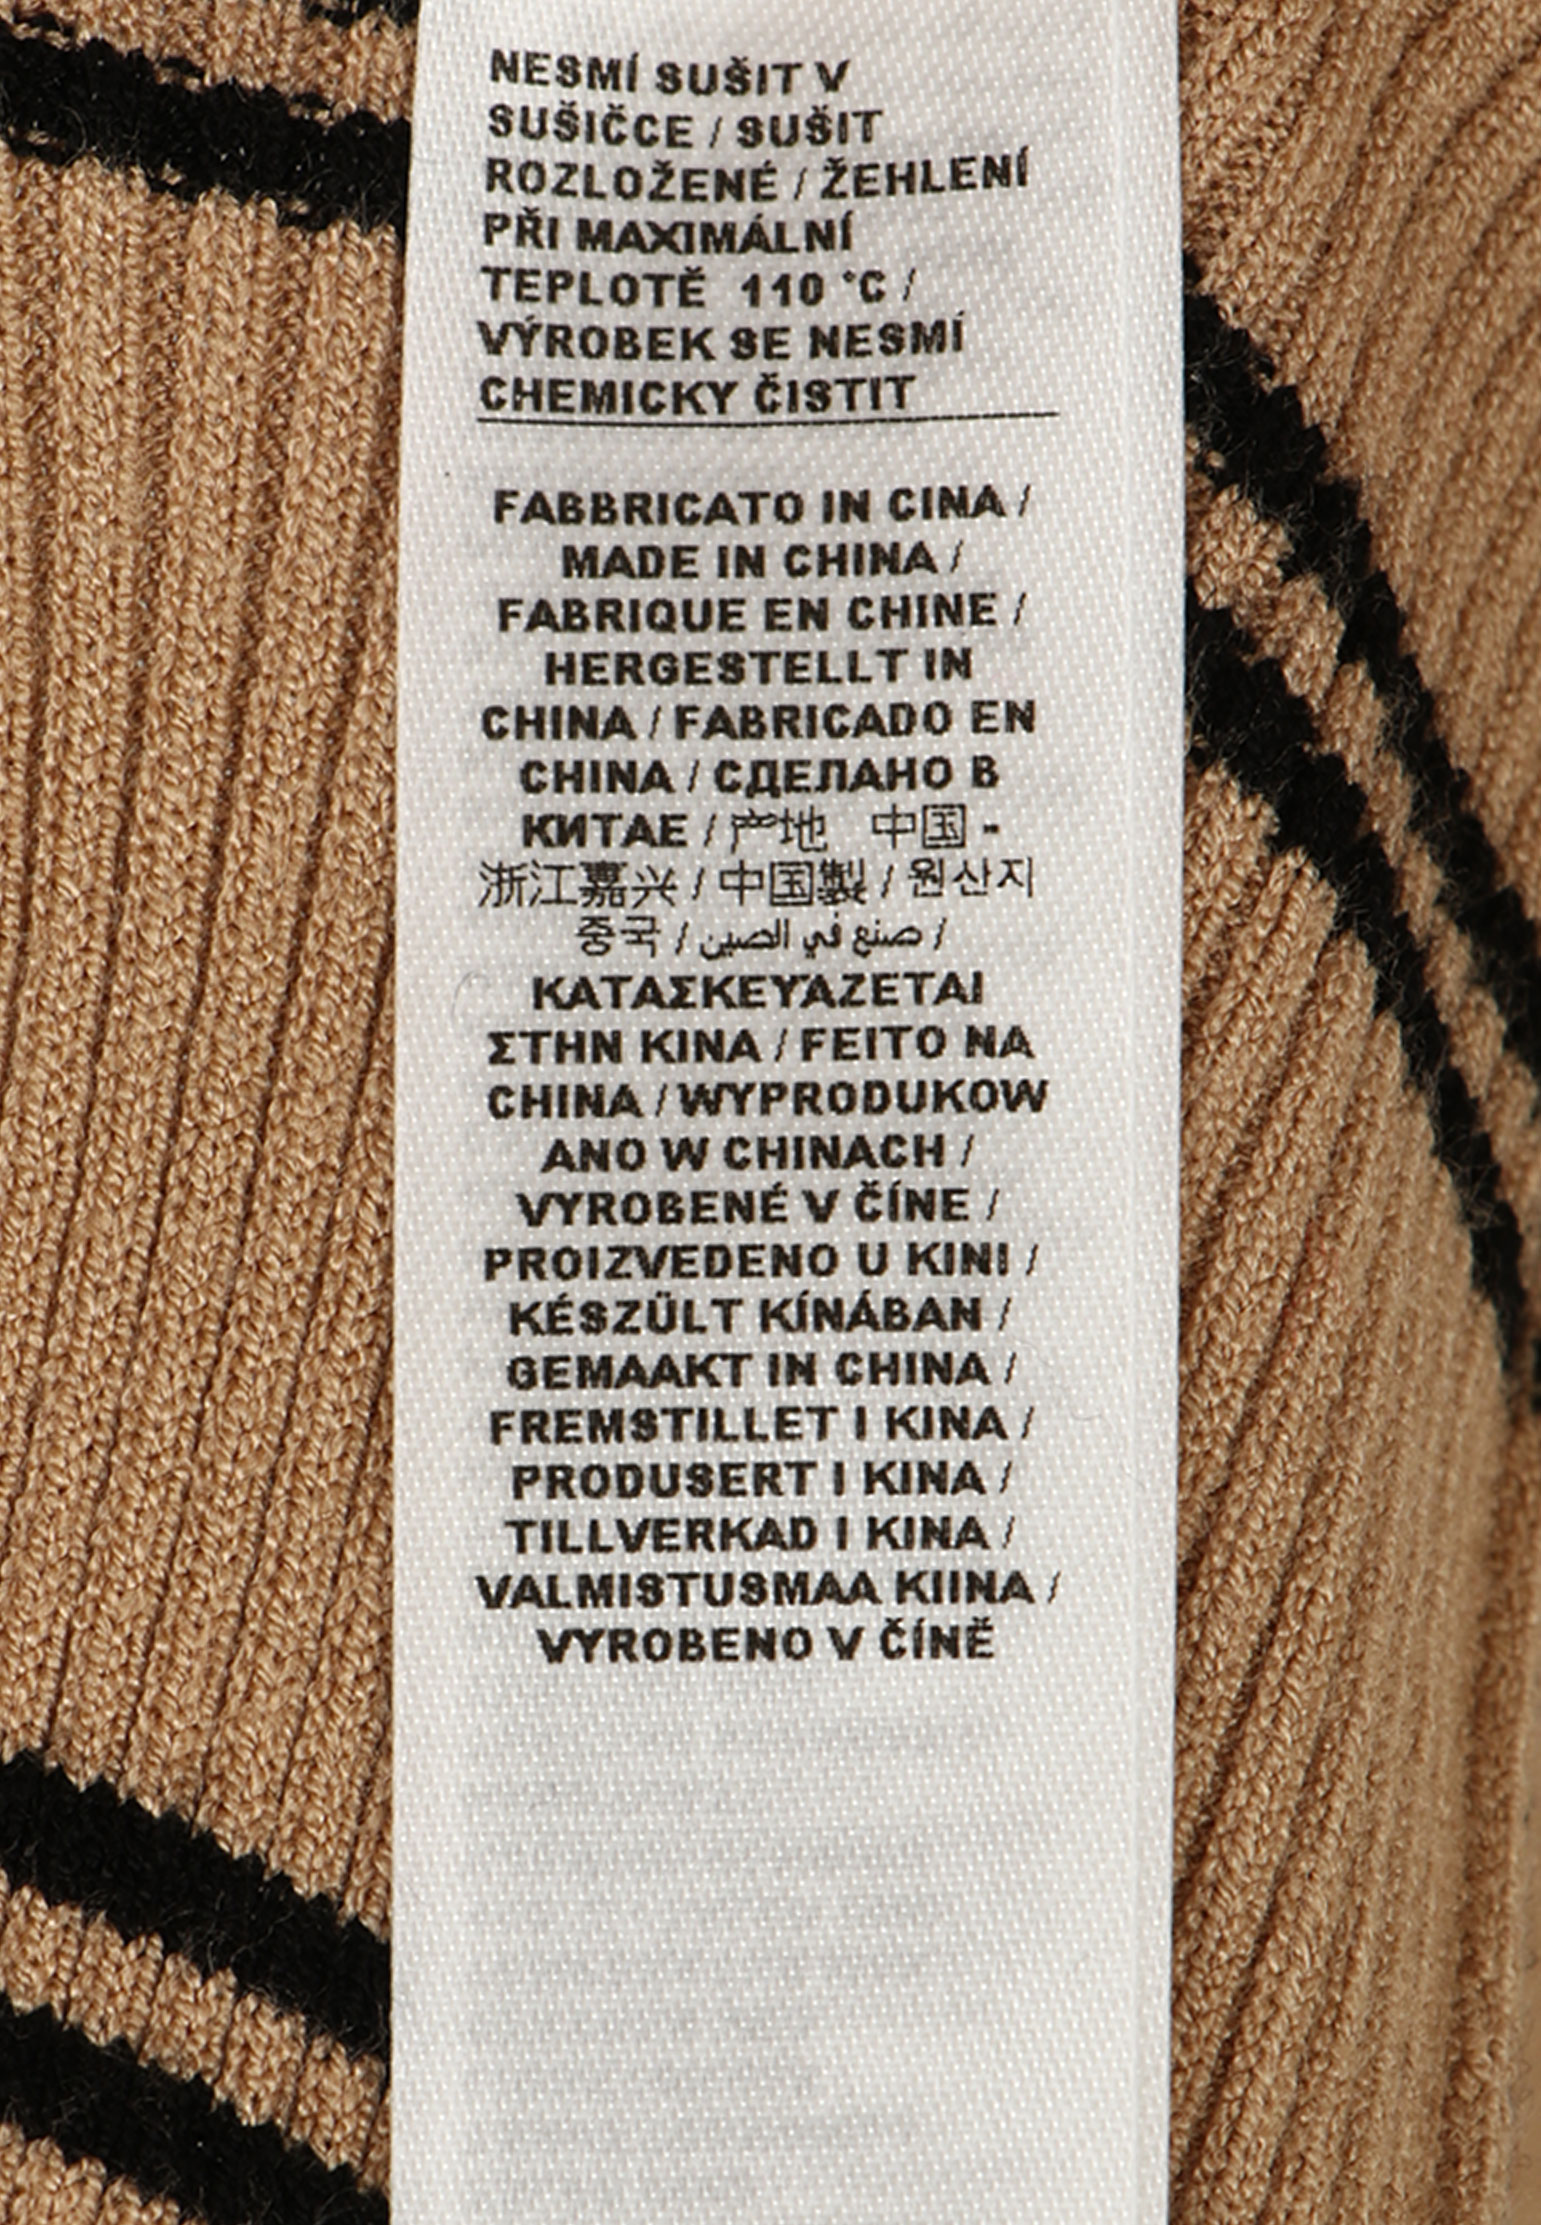 NESMÍ SUŠIT V
SUŠIČCE / SUŠIT
ROZLOŽENÉ / ŽEHLENÍ
PŘI MAXIMÁLNÍ
TEPLOTĚ 110 °C /
VÝROBEK SE NESMÍ
CHEMICKY ČISTIT
FABBRICATO IN CINA /
MADE IN CHINA /
FABRIQUE EN CHINE /
HERGESTELLT IN
CHINA / FABRICADO EN
CHINA / СДЕЛАНО В
КИТАЕ / 产地 中国 -
浙江嘉兴 / 中国製 / 원산지
중국 / صنع في الصين /
ΚΑΤΑΣΚΕΥΆΖΕΤΑΙ
ΣΤΗΝ ΚΙΝΑ / FEITO NA
CHINA / WYPRODUKOW
ANO W CHINACH /
VYROBENÉ V ČÍNE /
PROIZVEDENO U KINI /
KÉSZÜLT KÍNÁBAN /
GEMAAKT IN CHINA /
FREMSTILLET I KINA /
PRODUSERT I KINA /
TILLVERKAD I KINA /
VALMISTUSMAA KIINA /
VYROBENO V ČÍNĚ